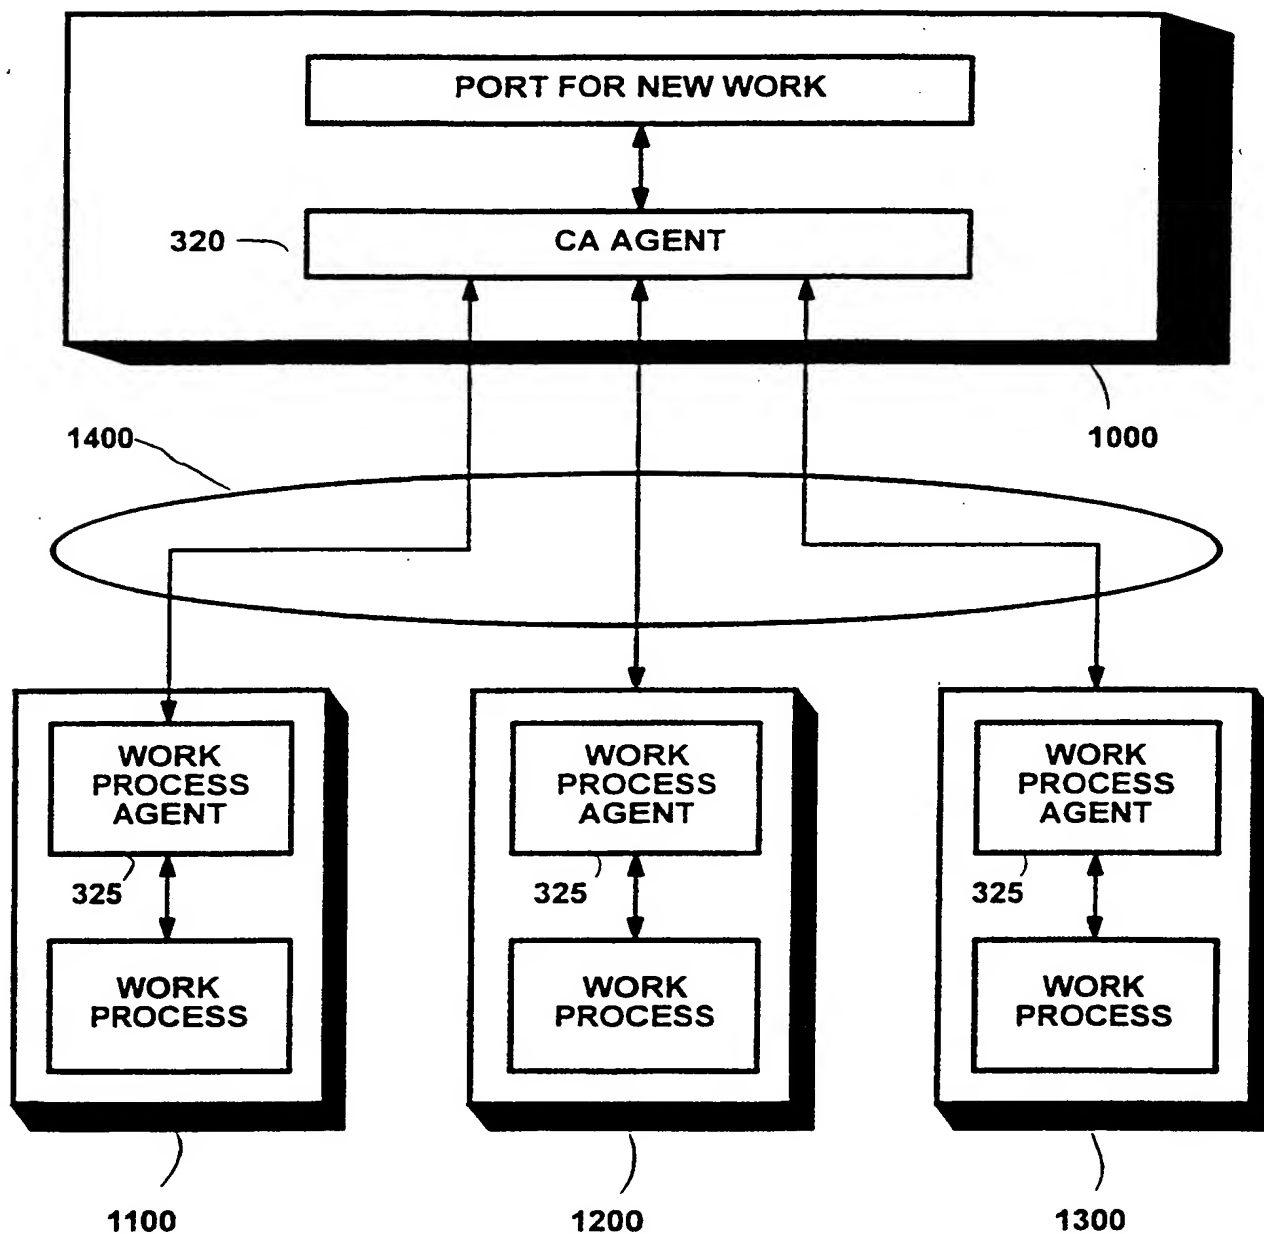 PORT FOR NEW WORK
320
CA AGENT
1400
1000
WORK
PROCESS
AGENT
325
WORK
PROCESS
1100
WORK
PROCESS
AGENT
325
WORK
PROCESS
1200
WORK
PROCESS
AGENT
325
WORK
PROCESS
1300